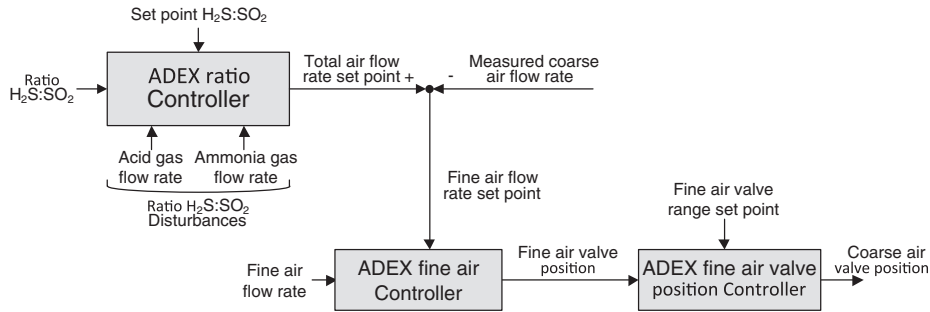 Set point H₂S:SO₂
Ratio
H₂S:SO₂
ADEX ratio
Controller
Total air flow
rate set point +
-
Measured coarse
air flow rate
Acid gas
flow rate
Ammonia gas
flow rate
Ratio H₂S:SO₂
Disturbances
Fine air flow
rate set point
Fine air valve
range set point
Fine air
flow rate
ADEX fine air
Controller
Fine air valve
position
ADEX fine air valve
position Controller
Coarse air
valve position